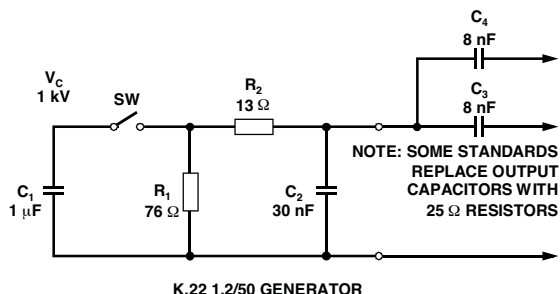 C4
8 nF
VC
1 kV
SW
R2
13 Ω
C3
8 nF
NOTE: SOME STANDARDS
REPLACE OUTPUT
CAPACITORS WITH
25 Ω RESISTORS
C1
1 µF
R1
76 Ω
C2
30 nF
K.22 1.2/50 GENERATOR